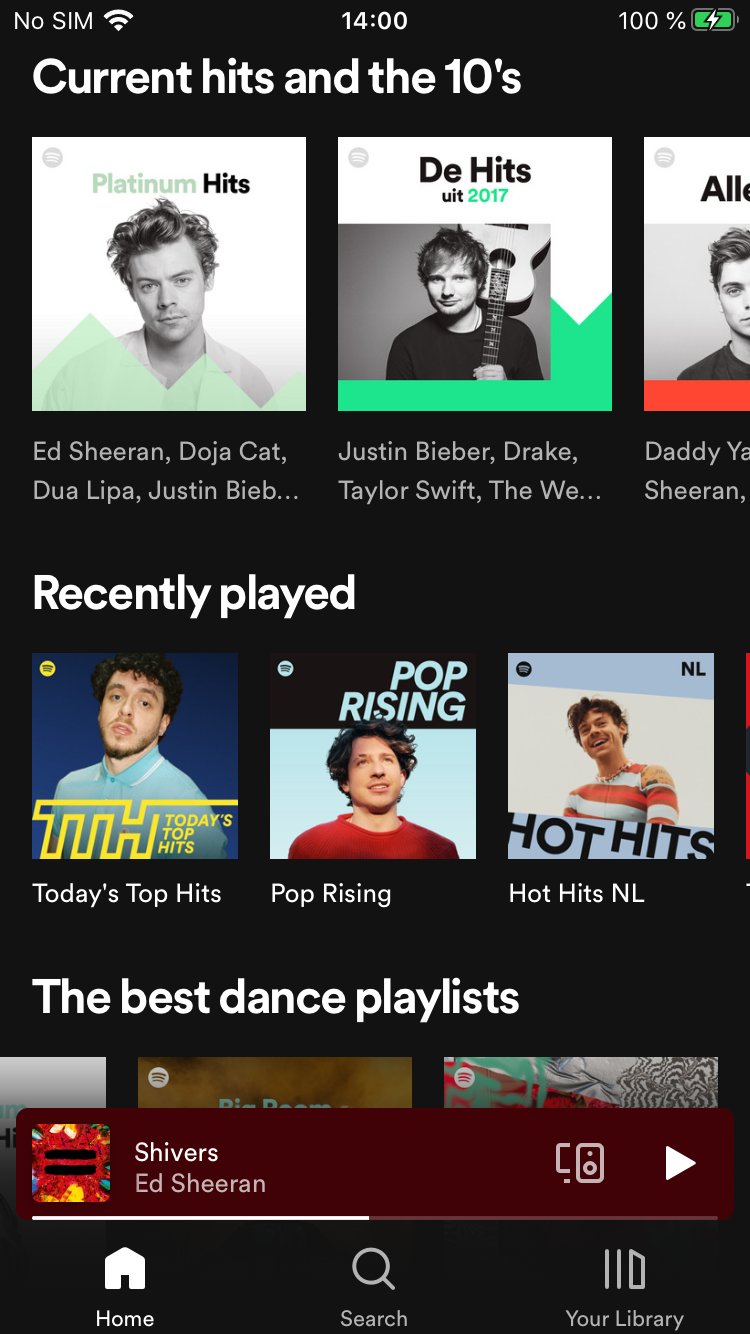 No SIM 14:00 100 %
Current hits and the 10's
Platinum Hits
De Hits
uit 2017
Alle
Ed Sheeran, Doja Cat,
Dua Lipa, Justin Bieb...
Justin Bieber, Drake,
Taylor Swift, The We...
Daddy Ya
Sheeran,
Recently played
TTH TODAY'S
TOP
HITS
POP
RISING
NL
HOT HITS
Today's Top Hits
Pop Rising
Hot Hits NL
The best dance playlists
Big Room
Shivers
Ed Sheeran
Home
Search
Your Library